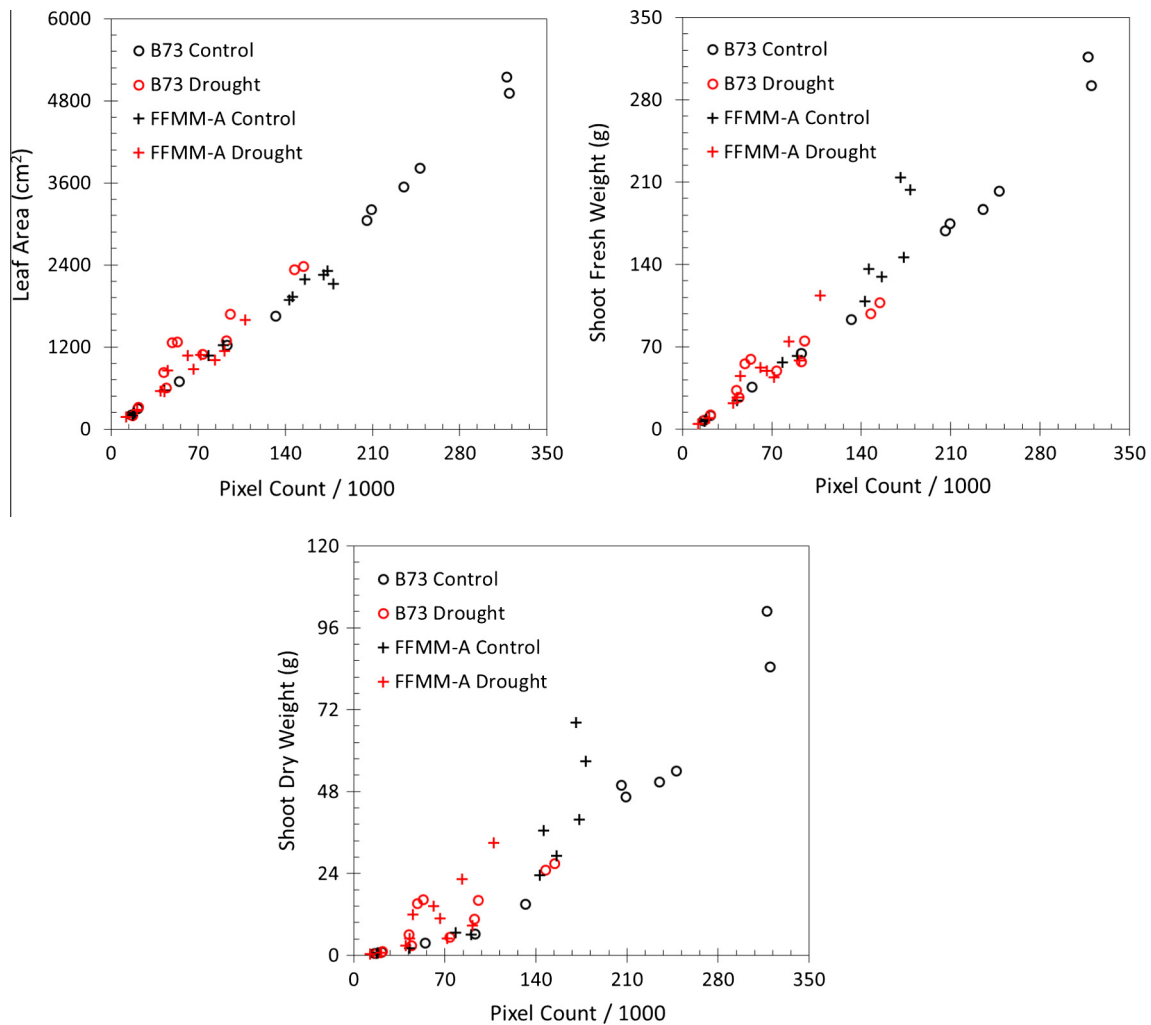 6000
4800
3600
2400
1200
0
Leaf Area (cm²)
B73 Control
B73 Drought
FFMM-A Control
FFMM-A Drought
0 70 140 210 280 350
Pixel Count / 1000
350
280
210
140
70
0
Shoot Fresh Weight (g)
B73 Control
B73 Drought
FFMM-A Control
FFMM-A Drought
0 70 140 210 280 350
Pixel Count / 1000
120
96
72
48
24
0
Shoot Dry Weight (g)
B73 Control
B73 Drought
FFMM-A Control
FFMM-A Drought
0 70 140 210 280 350
Pixel Count / 1000